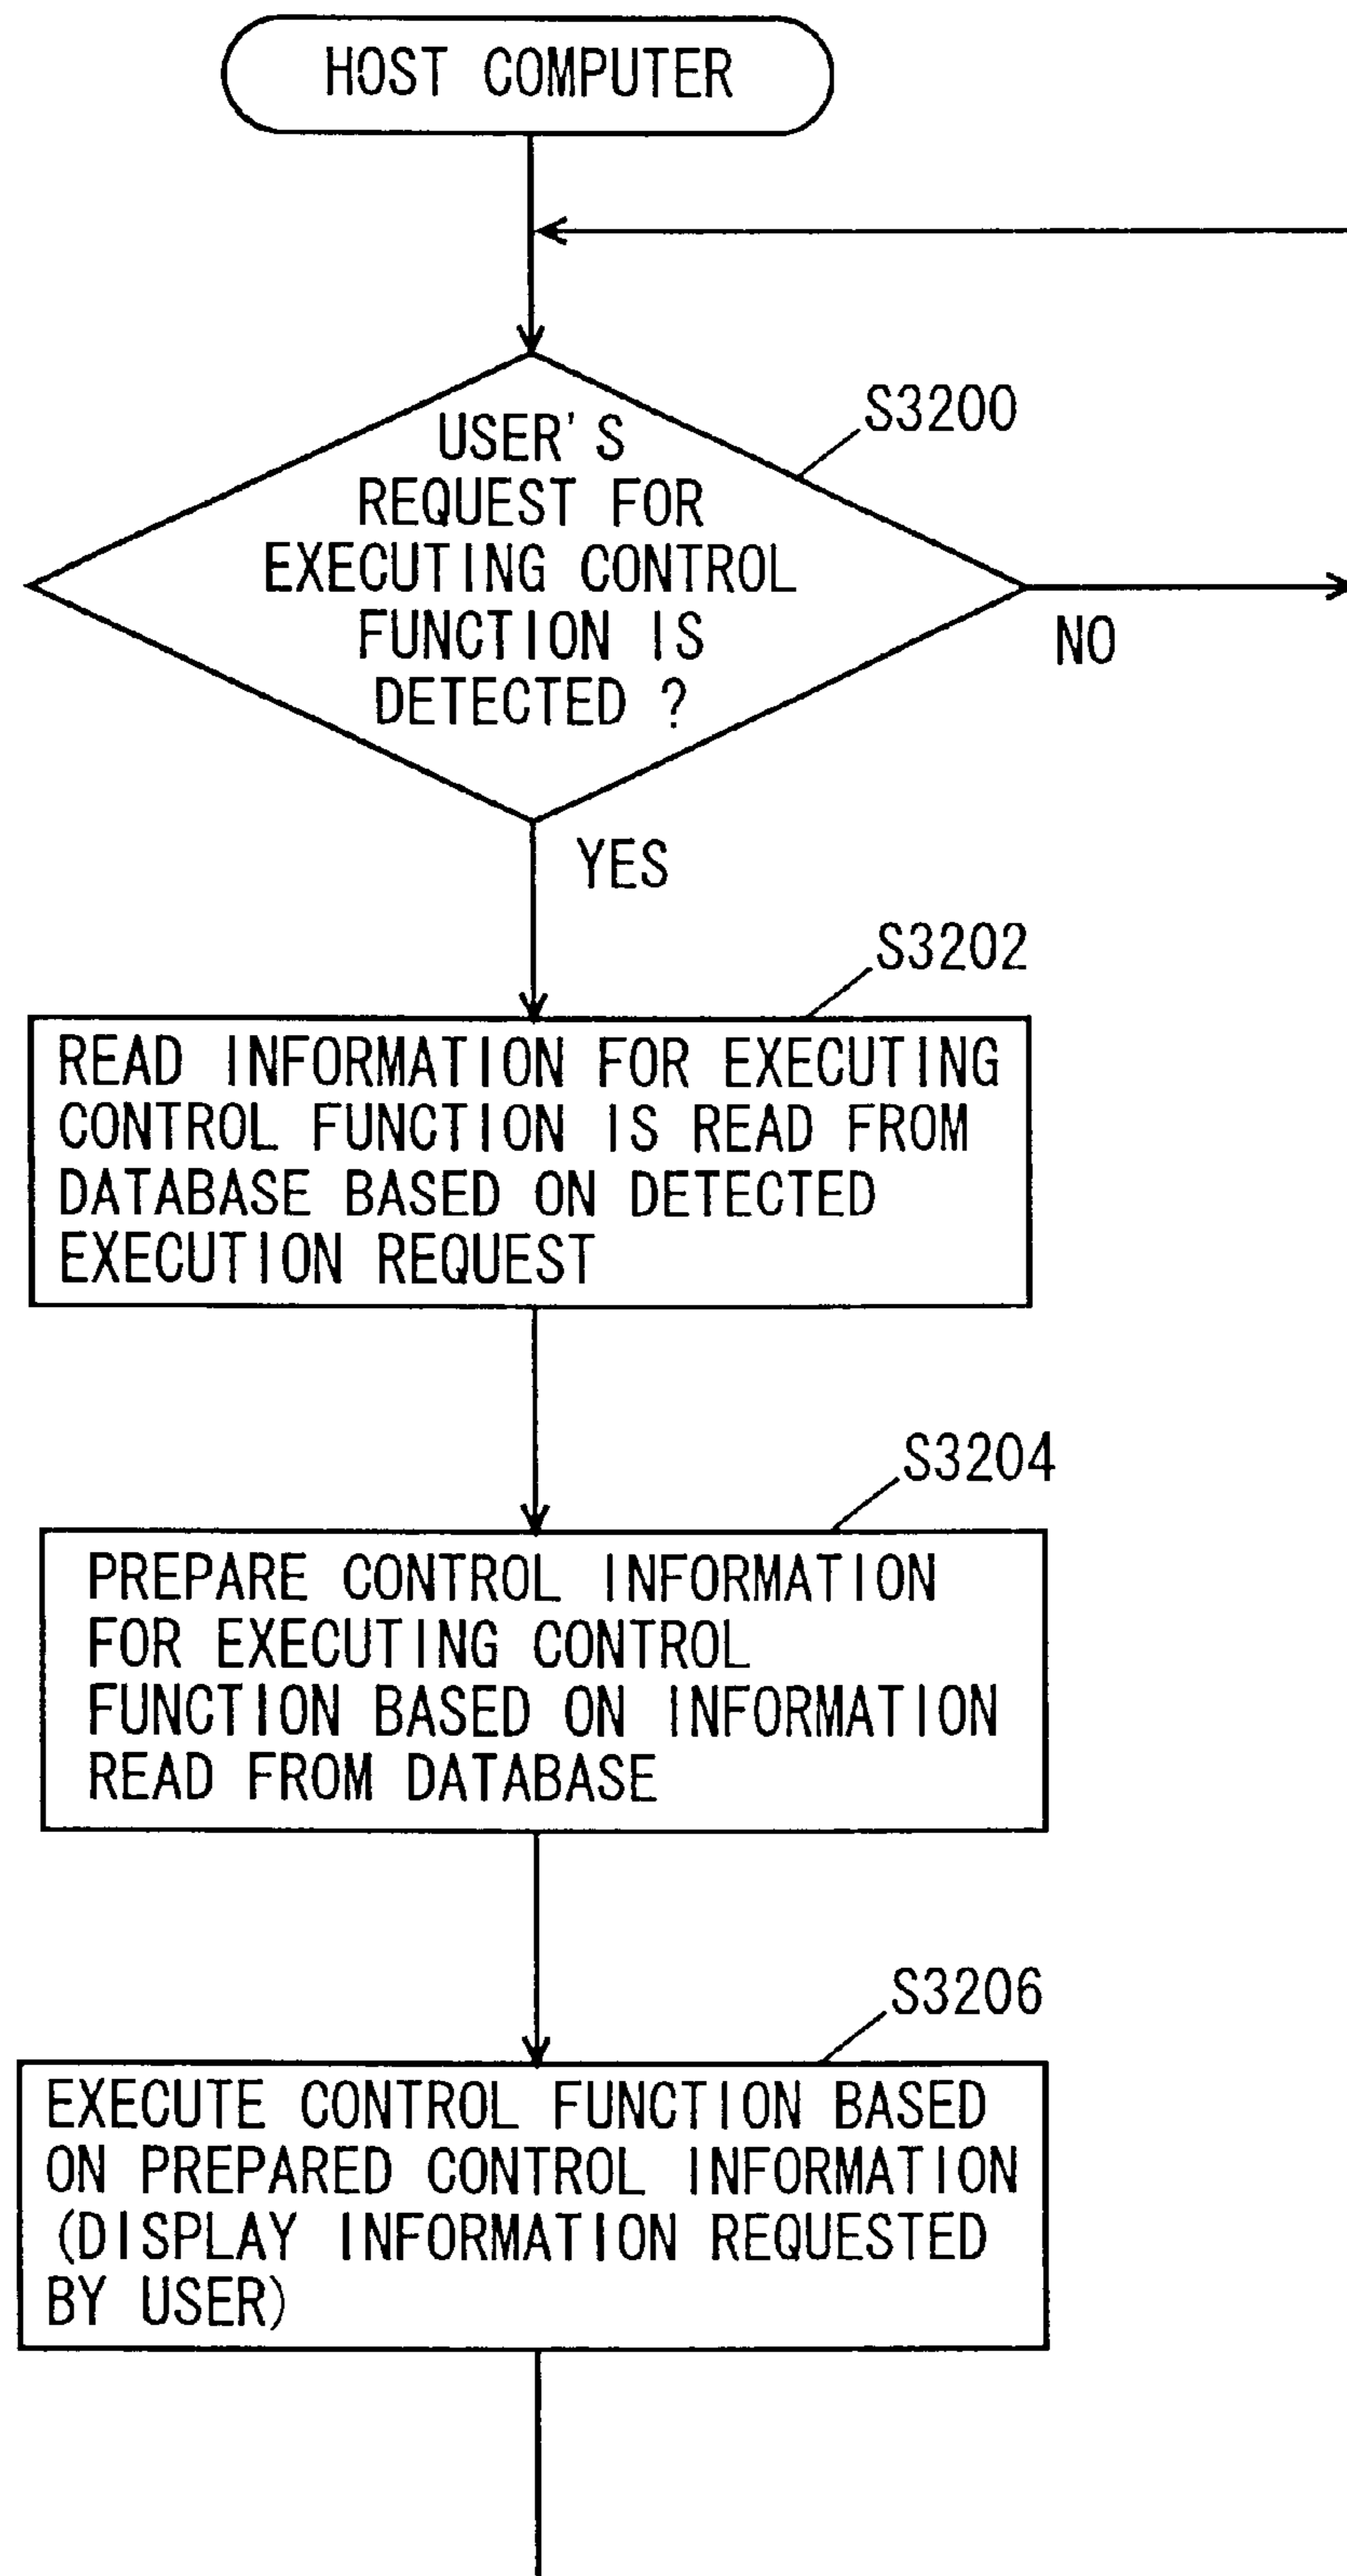 HOST COMPUTER
S3200
USER'S
REQUEST FOR
EXECUTING CONTROL
FUNCTION IS
DETECTED ?
NO
YES
S3202
READ INFORMATION FOR EXECUTING
CONTROL FUNCTION IS READ FROM
DATABASE BASED ON DETECTED
EXECUTION REQUEST
S3204
PREPARE CONTROL INFORMATION
FOR EXECUTING CONTROL
FUNCTION BASED ON INFORMATION
READ FROM DATABASE
S3206
EXECUTE CONTROL FUNCTION BASED
ON PREPARED CONTROL INFORMATION
(DISPLAY INFORMATION REQUESTED
BY USER)